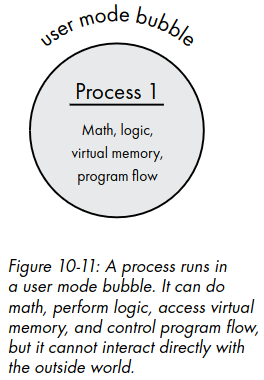 user mode bubble
Process 1
Math, logic,
virtual memory,
program flow
Figure 10-11: A process runs in
a user mode bubble. It can do
math, perform logic, access virtual
memory, and control program flow,
but it cannot interact directly with
the outside world.